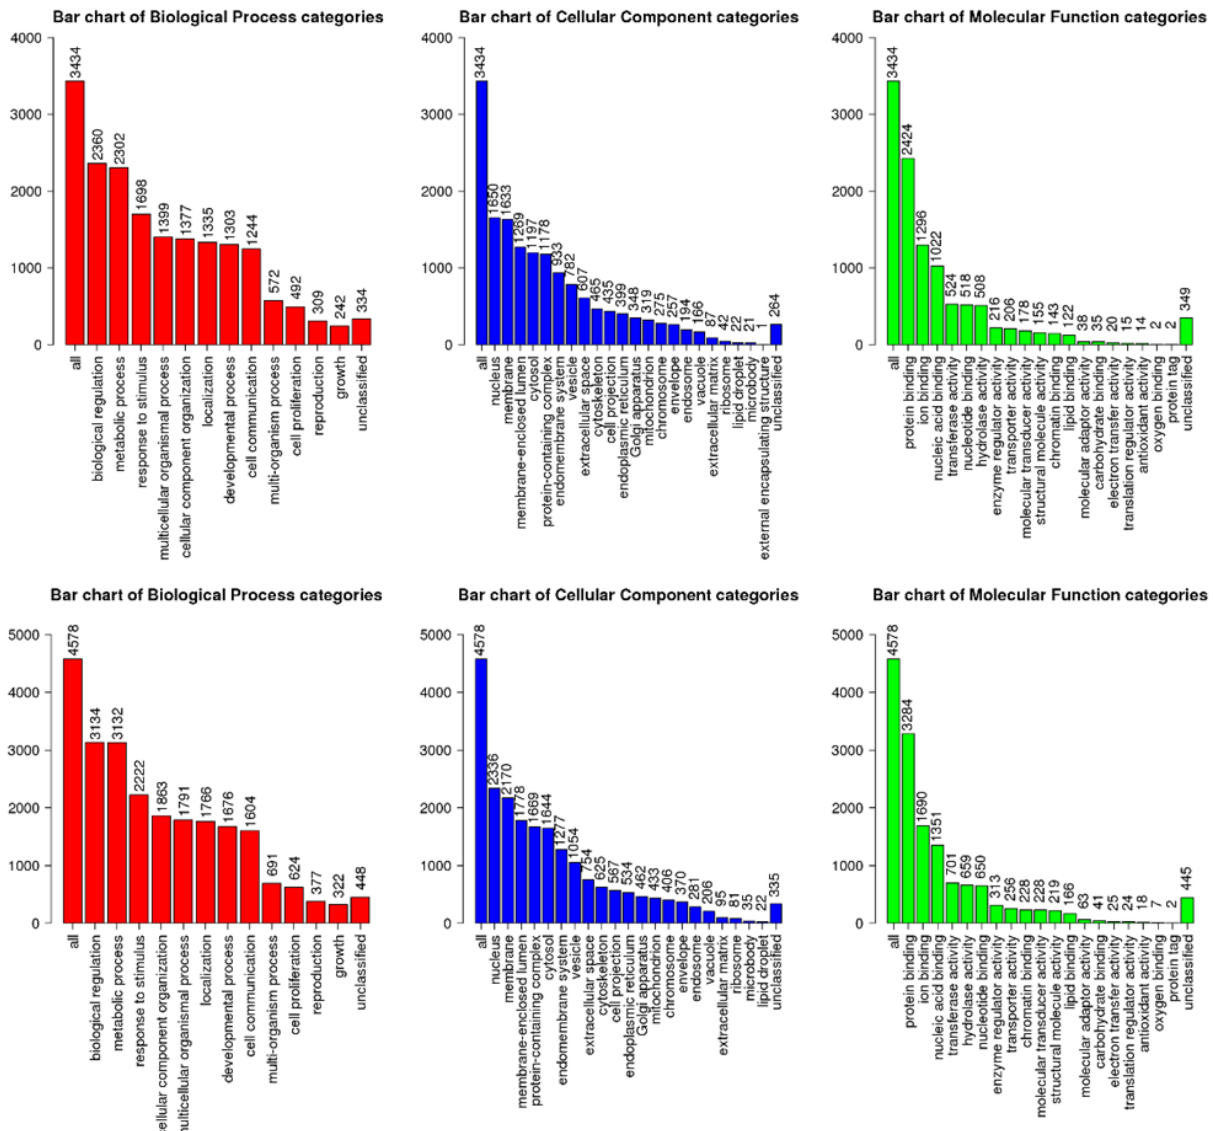 Bar chart of Biological Process categories
4000
3000
2000
1000
0
3434
2360
2302
1698
1399
1377
1335
1303
1244
572
492
309
242
334
all
biological regulation
metabolic process
response to stimulus
multicellular organismal process
cellular component organization
localization
developmental process
cell communication
multi-organism process
cell proliferation
reproduction
growth
unclassified
Bar chart of Cellular Component categories
4000
3000
2000
1000
0
3434
1650
1633
1269
1197
1178
933
782
607
465
435
399
348
319
275
257
194
166
87
42
22
21
1
264
all
nucleus
membrane
membrane-enclosed lumen
cytosol
protein-containing complex
endomembrane system
vesicle
extracellular space
cytoskeleton
cell projection
endoplasmic reticulum
Golgi apparatus
mitochondrion
chromosome
envelope
endosome
vacuole
extracellular matrix
ribosome
lipid droplet
microbody
external encapsulating structure
unclassified
Bar chart of Molecular Function categories
4000
3000
2000
1000
0
3434
2424
1296
1022
524
518
508
216
206
178
155
143
122
38
35
20
15
14
2
2
349
all
protein binding
ion binding
nucleic acid binding
transferase activity
nucleotide binding
hydrolase activity
enzyme regulator activity
transporter activity
molecular transducer activity
structural molecule activity
chromatin binding
lipid binding
molecular adaptor activity
carbohydrate binding
electron transfer activity
translation regulator activity
antioxidant activity
oxygen binding
protein tag
unclassified
Bar chart of Biological Process categories
5000
4000
3000
2000
1000
0
4578
3134
3132
2222
1863
1791
1766
1676
1604
691
624
377
322
448
all
biological regulation
metabolic process
response to stimulus
cellular component organization
multicellular organismal process
localization
developmental process
cell communication
multi-organism process
cell proliferation
reproduction
growth
unclassified
Bar chart of Cellular Component categories
5000
4000
3000
2000
1000
0
4578
2336
2170
1778
1669
1644
1277
1054
754
625
567
534
462
433
406
370
281
206
95
81
35
22
335
all
nucleus
membrane
membrane-enclosed lumen
protein-containing complex
cytosol
endomembrane system
vesicle
extracellular space
cytoskeleton
cell projection
endoplasmic reticulum
Golgi apparatus
mitochondrion
chromosome
envelope
endosome
vacuole
extracellular matrix
ribosome
microbody
lipid droplet
unclassified
Bar chart of Molecular Function categories
5000
4000
3000
2000
1000
0
4578
3284
1690
1351
701
659
650
313
256
228
228
219
166
63
41
25
24
18
7
2
445
all
protein binding
ion binding
nucleic acid binding
transferase activity
hydrolase activity
nucleotide binding
enzyme regulator activity
transporter activity
chromatin binding
molecular transducer activity
structural molecule activity
lipid binding
molecular adaptor activity
carbohydrate binding
electron transfer activity
translation regulator activity
antioxidant activity
oxygen binding
protein tag
unclassified